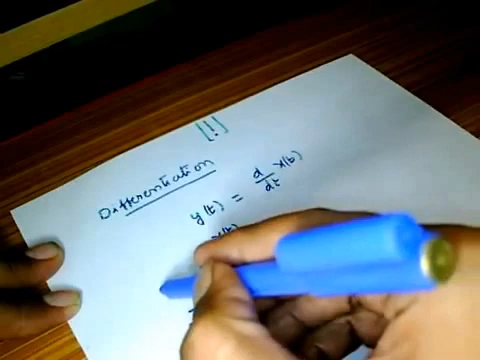 Differentiation
y(t) = d/dt x(t)
x(t)